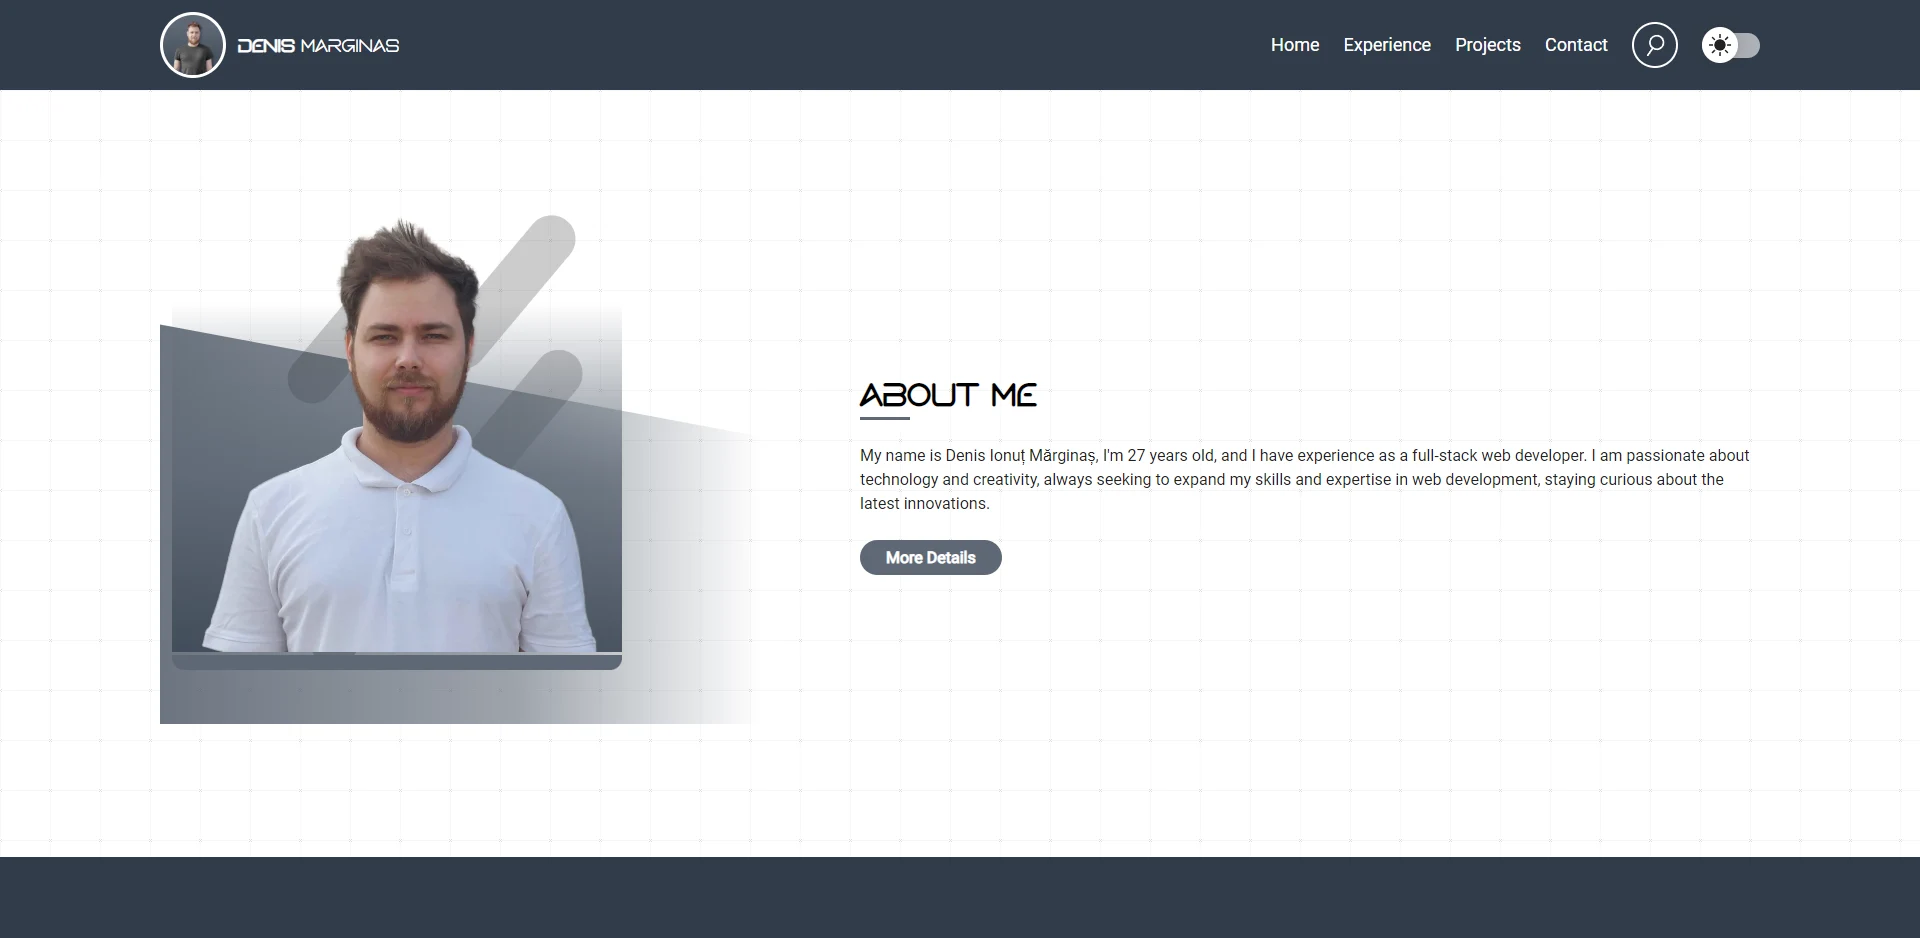 DENIS MARGINAS
Home Experience Projects Contact
ABOUT ME
My name is Denis Ionuț Mărginaș, I'm 27 years old, and I have experience as a full-stack web developer. I am passionate about
technology and creativity, always seeking to expand my skills and expertise in web development, staying curious about the
latest innovations.
More Details